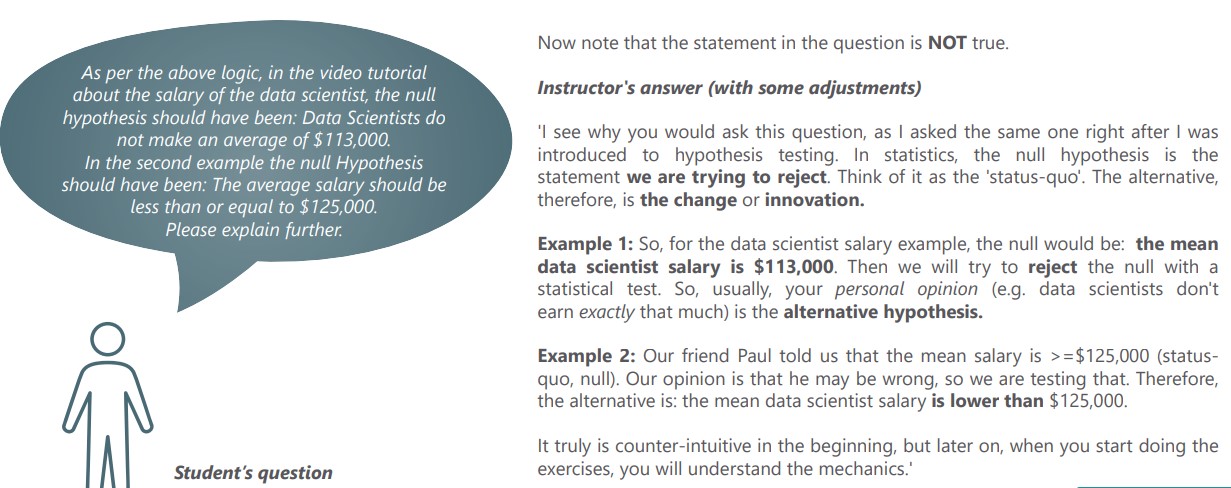 As per the above logic, in the video tutorial
about the salary of the data scientist, the null
hypothesis should have been: Data Scientists do
not make an average of $113,000.
In the second example the null Hypothesis
should have been: The average salary should be
less than or equal to $125,000.
Please explain further.
Student's question
Now note that the statement in the question is NOT true.
Instructor's answer (with some adjustments)
'I see why you would ask this question, as I asked the same one right after I was
introduced to hypothesis testing. In statistics, the null hypothesis is the
statement we are trying to reject. Think of it as the 'status-quo'. The alternative,
therefore, is the change or innovation.
Example 1: So, for the data scientist salary example, the null would be: the mean
data scientist salary is $113,000. Then we will try to reject the null with a
statistical test. So, usually, your personal opinion (e.g. data scientists don't
earn exactly that much) is the alternative hypothesis.
Example 2: Our friend Paul told us that the mean salary is >=$125,000 (status-
quo, null). Our opinion is that he may be wrong, so we are testing that. Therefore,
the alternative is: the mean data scientist salary is lower than $125,000.
It truly is counter-intuitive in the beginning, but later on, when you start doing the
exercises, you will understand the mechanics.'